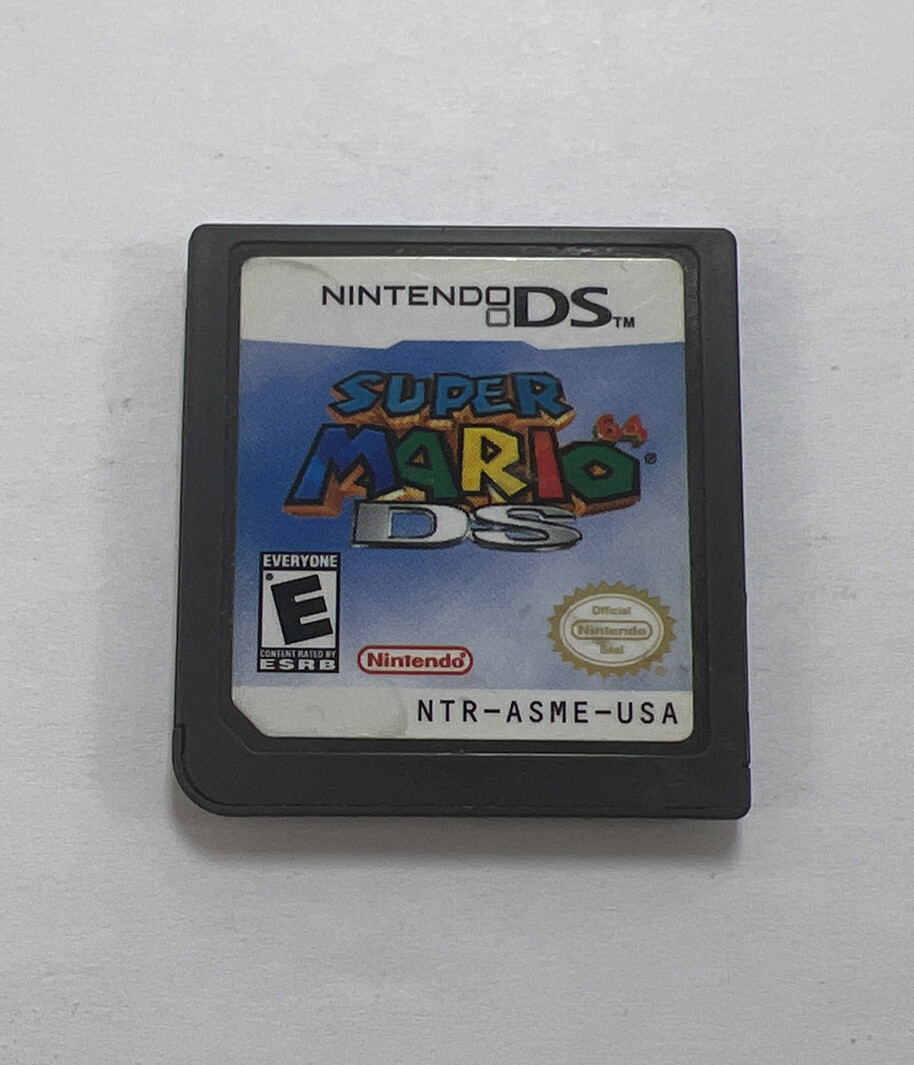 NINTENDO DS™
SUPER
MARIO 64®
DS
EVERYONE
E
CONTENT RATED BY
ESRB
Nintendo®
Official
Nintendo
Seal
NTR-ASME-USA